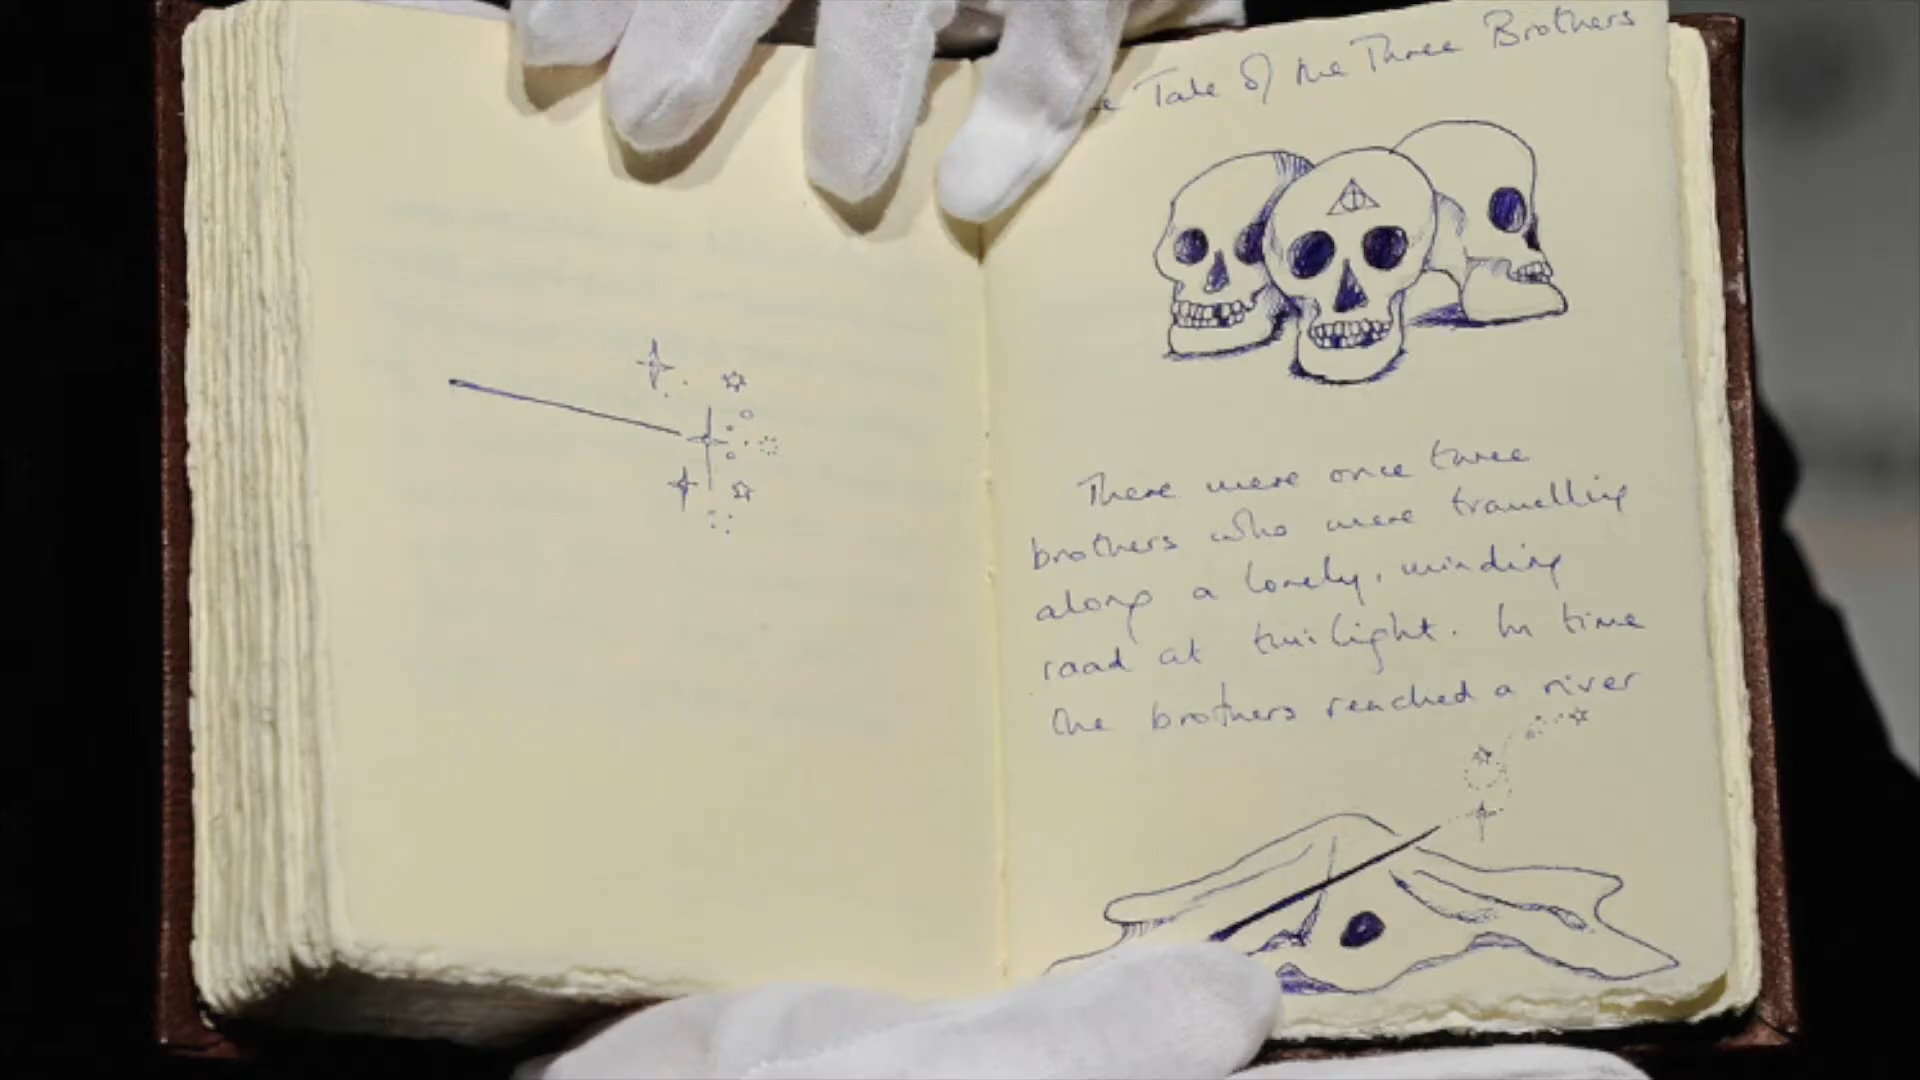 The Tale of the Three Brothers
There were once three
brothers who were travelling
along a lonely, winding
road at twilight. In time
the brothers reached a river